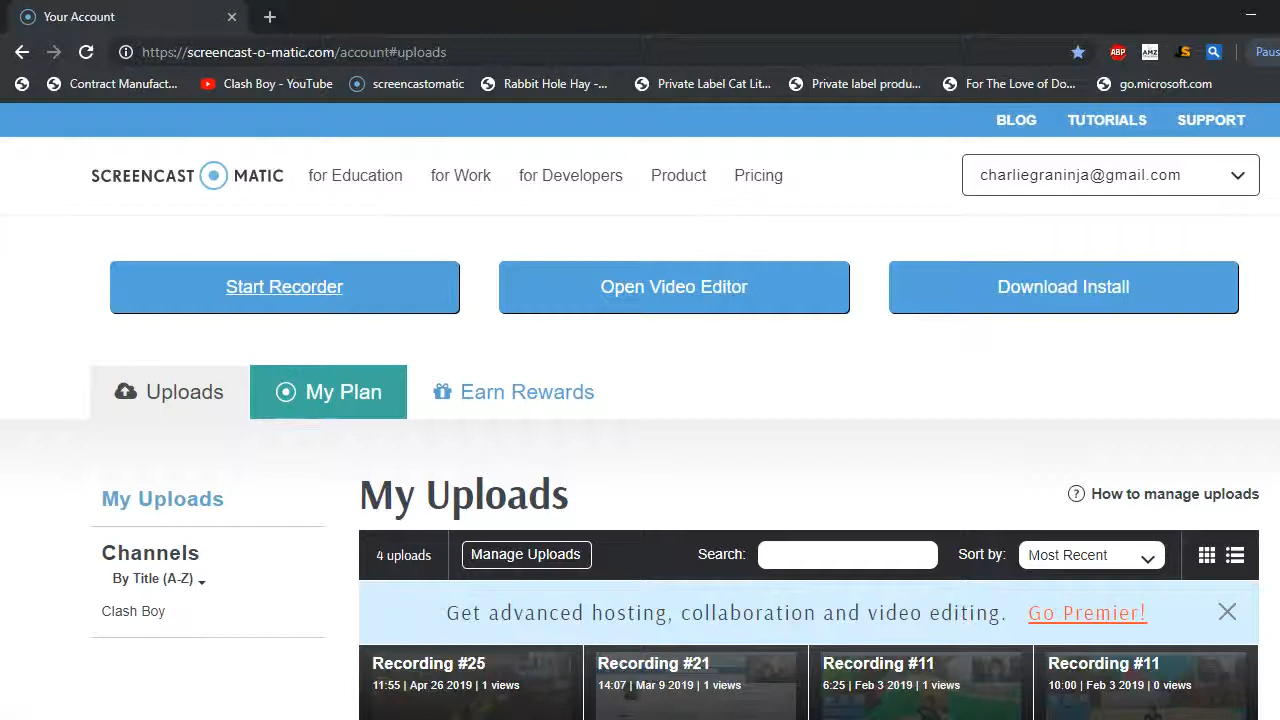 Your Account
https://screencast-o-matic.com/account#uploads
ABP
AMZ
S
Contract Manufact...
Clash Boy - YouTube
screencastomatic
Rabbit Hole Hay -...
Private Label Cat Lit...
Private label produ...
For The Love of Do...
go.microsoft.com
BLOG TUTORIALS SUPPORT
SCREENCAST O MATIC for Education for Work for Developers Product Pricing charliegraninja@gmail.com
Start Recorder Open Video Editor Download Install
Uploads My Plan Earn Rewards
My Uploads
Channels
By Title (A-Z)
Clash Boy
My Uploads
? How to manage uploads
4 uploads Manage Uploads Search: Sort by: Most Recent
Get advanced hosting, collaboration and video editing. Go Premier!
Recording #25
11:55 | Apr 26 2019 | 1 views
Recording #21
14:07 | Mar 9 2019 | 1 views
Recording #11
6:25 | Feb 3 2019 | 1 views
Recording #11
10:00 | Feb 3 2019 | 0 views